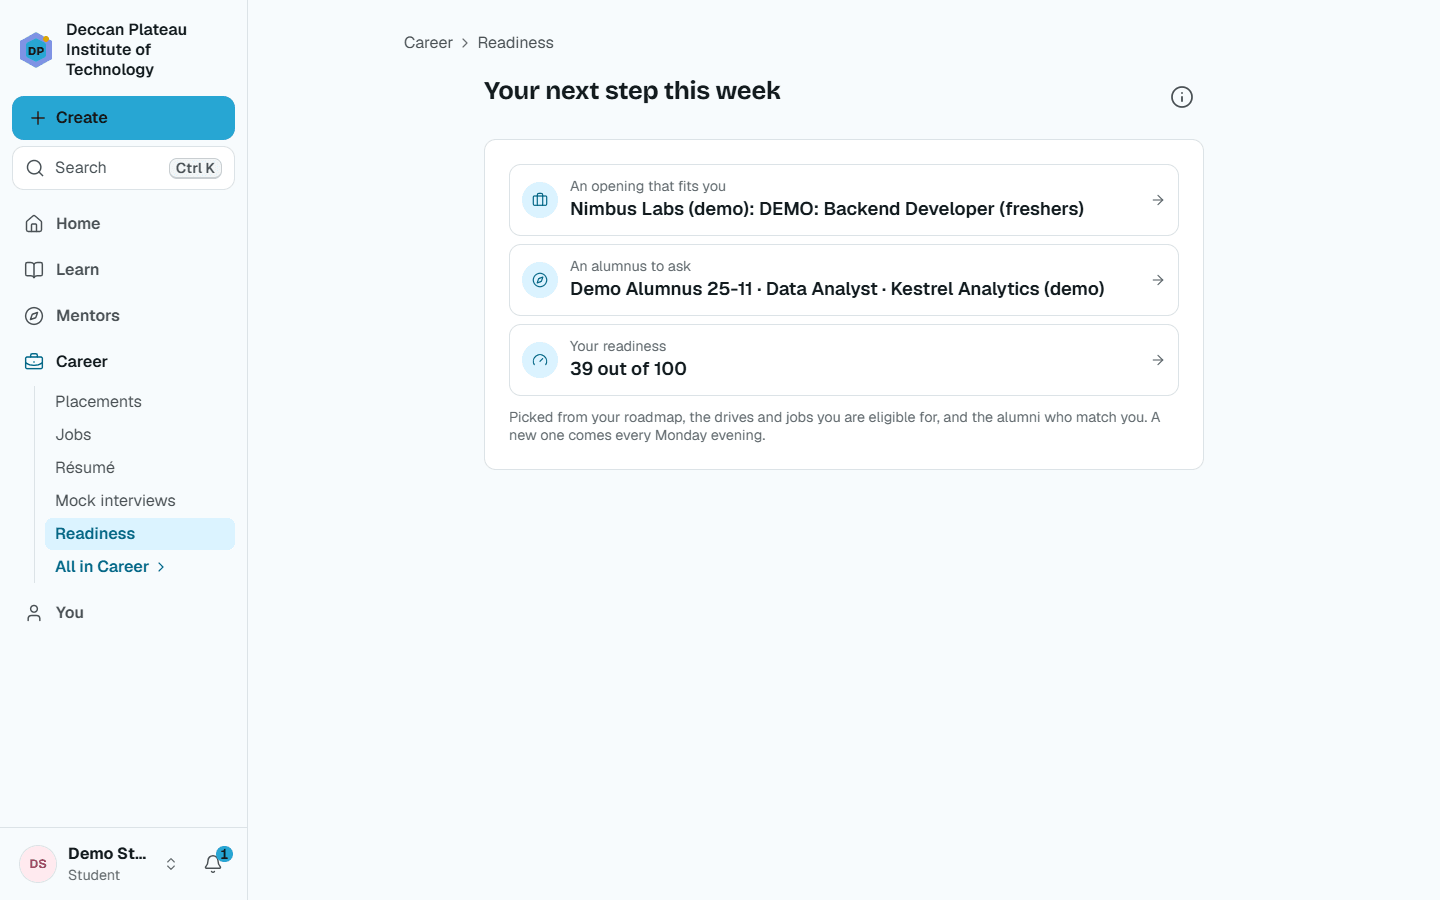 DP
Deccan Plateau
Institute of
Technology
Create
Search Ctrl K
Home
Learn
Mentors
Career
Placements
Jobs
Résumé
Mock interviews
Readiness
All in Career
You
DS
Demo St...
Student
1
Career Readiness
Your next step this week
An opening that fits you
Nimbus Labs (demo): DEMO: Backend Developer (freshers)
An alumnus to ask
Demo Alumnus 25-11 · Data Analyst · Kestrel Analytics (demo)
Your readiness
39 out of 100
Picked from your roadmap, the drives and jobs you are eligible for, and the alumni who match you. A
new one comes every Monday evening.